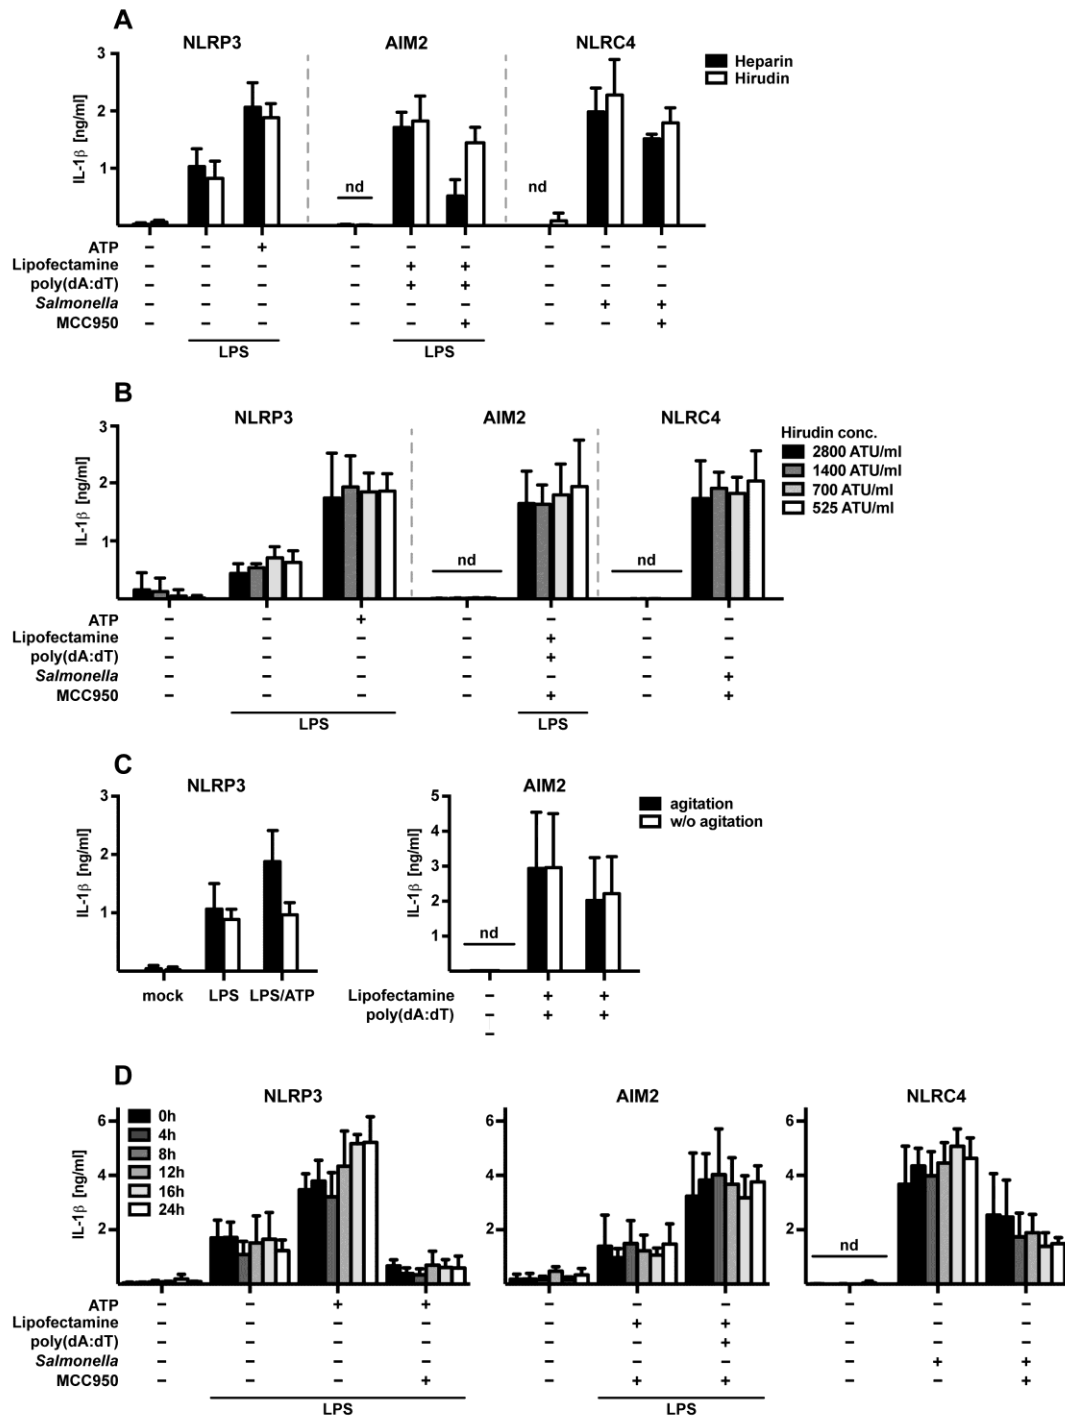 A
NLRP3 AIM2 NLRC4
Heparin
Hirudin
IL-1β [ng/ml]
3
2
1
nd nd
ATP – – + – – – – – –
Lipofectamine – – – – + + – – –
poly(dA:dT) – – – – + + – – –
Salmonella – – – – – – – + +
MCC950 – – – – – + – – +
LPS LPS
B
NLRP3 AIM2 NLRC4
Hirudin conc.
2800 ATU/ml
1400 ATU/ml
700 ATU/ml
525 ATU/ml
IL-1β [ng/ml]
3
2
1
nd nd
ATP – – + – – – –
Lipofectamine – – – – + – –
poly(dA:dT) – – – – + – –
Salmonella – – – – – – +
MCC950 – – – – + – +
LPS LPS
C
NLRP3 AIM2
agitation
w/o agitation
IL-1β [ng/ml]
3
2
1
mock LPS LPS/ATP
IL-1β [ng/ml]
5
4
3
2
1
nd
Lipofectamine – + +
poly(dA:dT) – + +
–
D
NLRP3 AIM2 NLRC4
0h
4h
8h
12h
16h
24h
IL-1β [ng/ml]
6 6 6
4 4 4
2 2 2
nd
ATP – – + + – – – – – –
Lipofectamine – – – – – + + – – –
poly(dA:dT) – – – – – – + – – –
Salmonella – – – – – – – – + +
MCC950 – – – + – + + – – +
LPS LPS